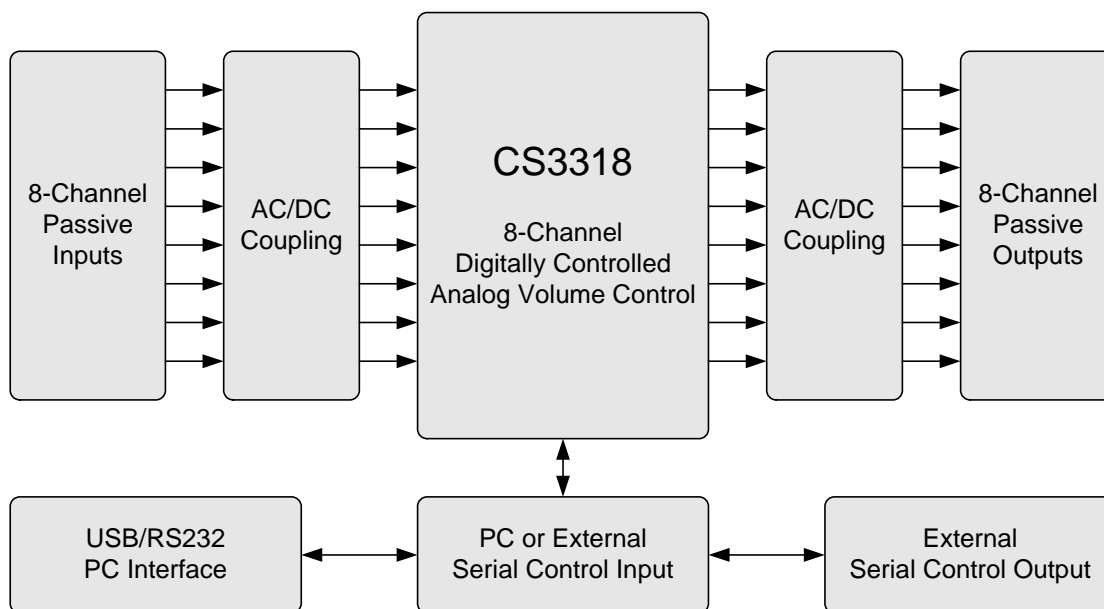 8-Channel
Passive
Inputs
AC/DC
Coupling
CS3318
8-Channel
Digitally Controlled
Analog Volume Control
AC/DC
Coupling
8-Channel
Passive
Outputs
USB/RS232
PC Interface
PC or External
Serial Control Input
External
Serial Control Output